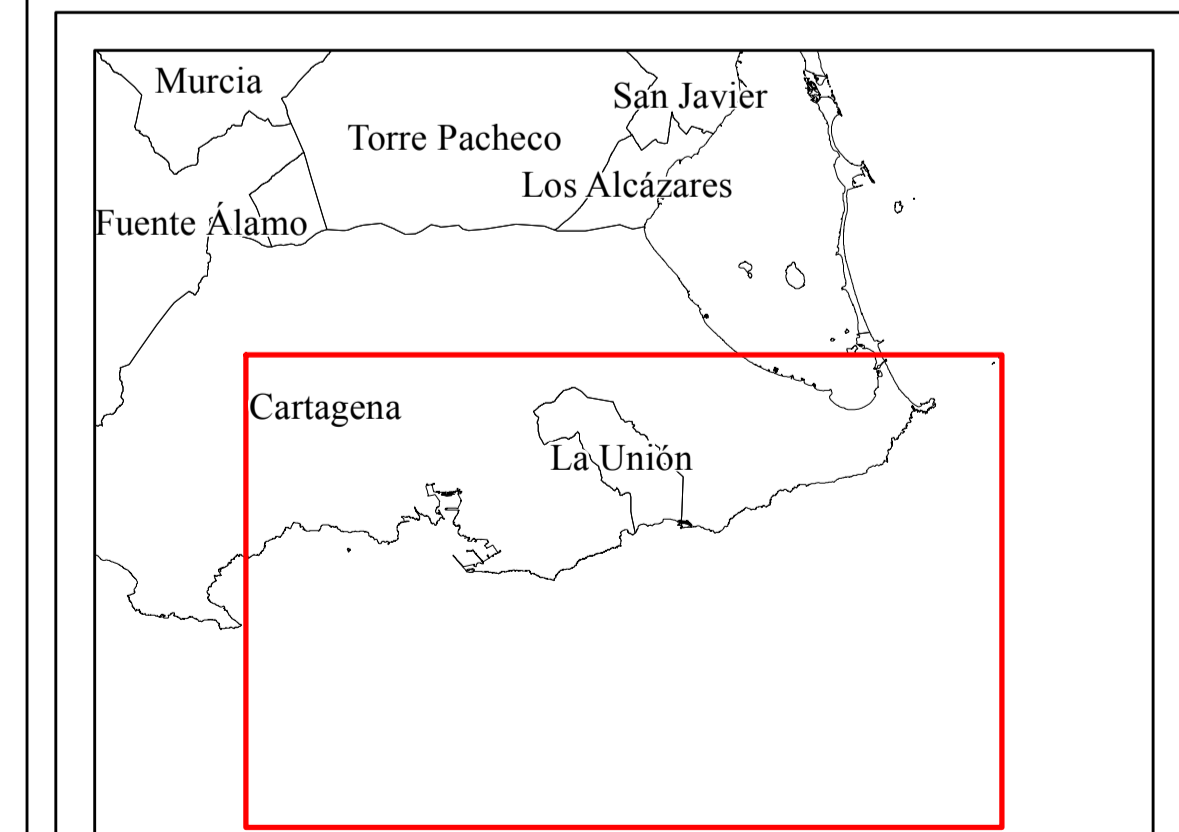 Murcia
San Javier
Torre Pacheco
Los Alcázares
Fuente Álamo
Cartagena
La Unión